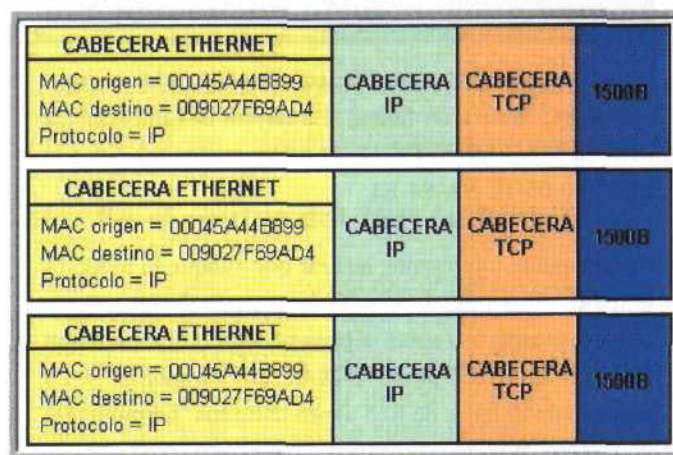 CABECERA ETHERNET
MAC origen = 00045A44B899
MAC destino = 009027F69AD4
Protocolo = IP
CABECERA
IP
CABECERA
TCP
1500B
CABECERA ETHERNET
MAC origen = 00045A44B899
MAC destino = 009027F69AD4
Protocolo = IP
CABECERA
IP
CABECERA
TCP
1500B
CABECERA ETHERNET
MAC origen = 00045A44B899
MAC destino = 009027F69AD4
Protocolo = IP
CABECERA
IP
CABECERA
TCP
1500B